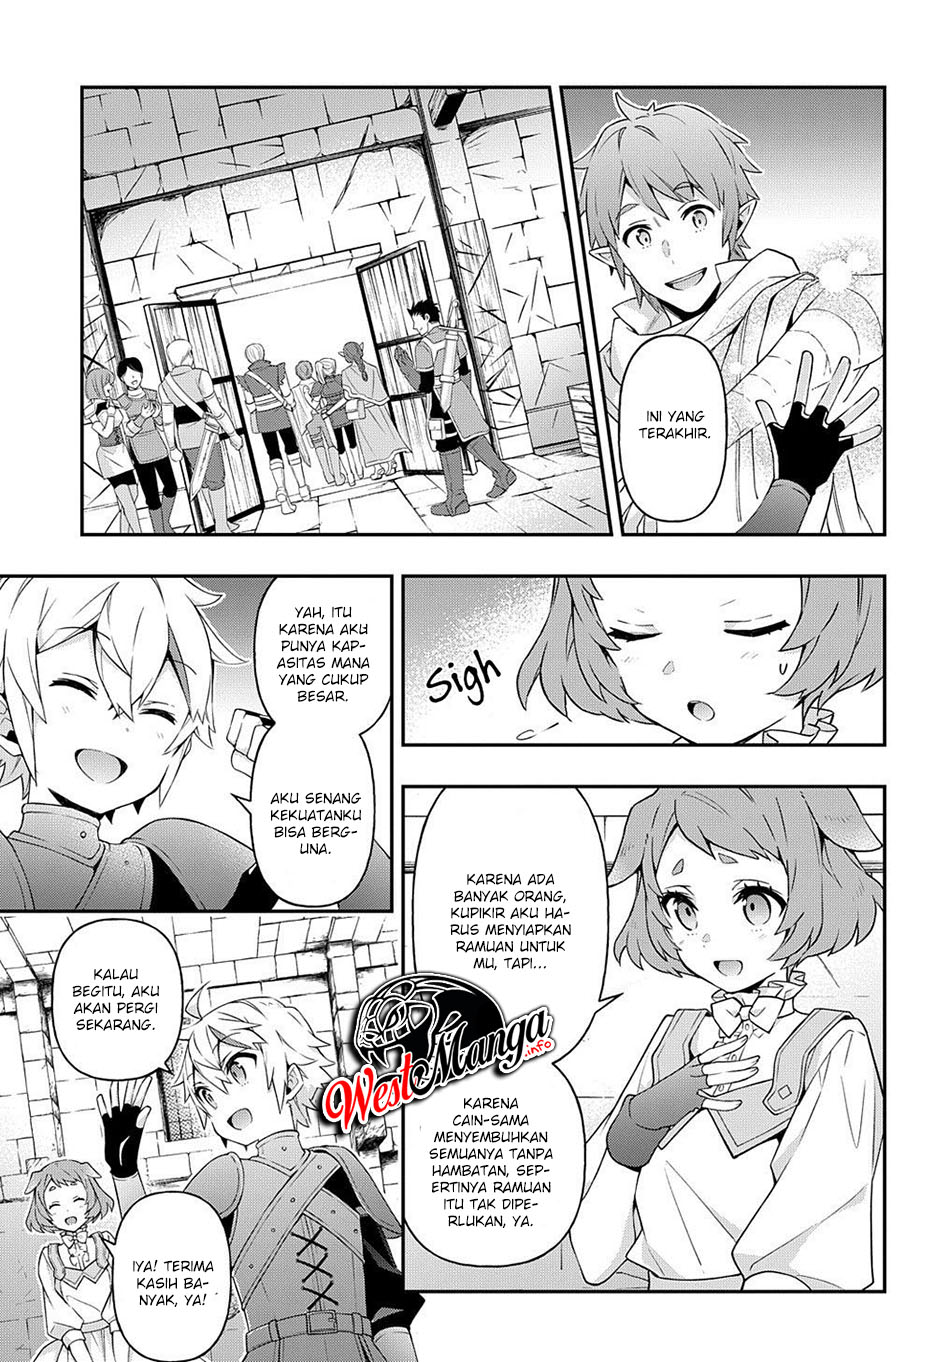 INI YANG
TERAKHIR.
Sigh
KARENA ADA
BANYAK ORANG,
KUPIKIR AKU HA-
RUS MENYIAPKAN
RAMUAN UNTUK
MU, TAPI...
KARENA
CAIN-SAMA
MENYEMBUHKAN
SEMUANYA TANPA
HAMBATAN, SEP-
ERTINYA RAMUAN
ITU TAK DIPE-
RLUKAN, YA.
YAH, ITU
KARENA AKU
PUNYA KAP-
ASITAS MANA
YANG CUKUP
BESAR.
AKU SENANG
KEKUATANKU
BISA BERG-
UNA.
KALAU
BEGITU, AKU
AKAN PERGI
SEKARANG.
IYA! TERIMA
KASIH BA-
NYAK, YA!
WESTMANGA
.info